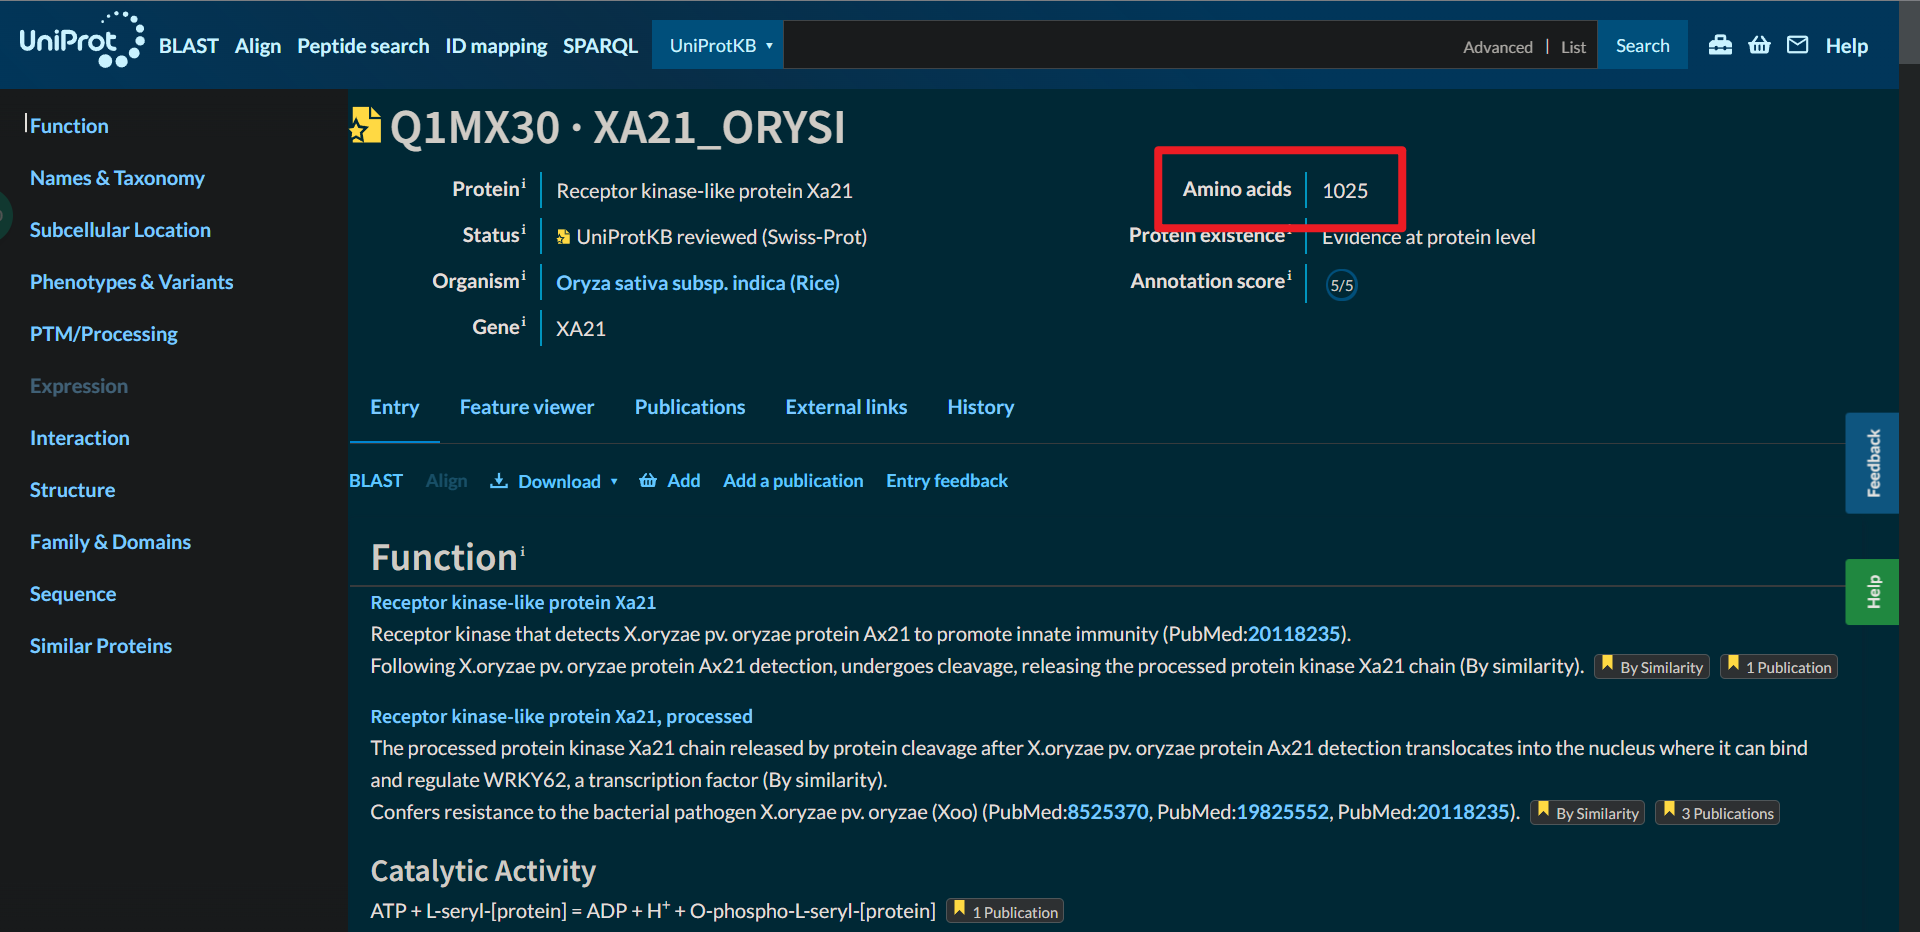 UniProt BLAST Align Peptide search ID mapping SPARQL UniProtKB Advanced | List Search Help
Function
Names & Taxonomy
Subcellular Location
Phenotypes & Variants
PTM/Processing
Expression
Interaction
Structure
Family & Domains
Sequence
Similar Proteins
Q1MX30 · XA21_ORYSI
Proteinⁱ Receptor kinase-like protein Xa21
Statusⁱ UniProtKB reviewed (Swiss-Prot)
Organismⁱ Oryza sativa subsp. indica (Rice)
Geneⁱ XA21
Amino acids 1025
Protein existenceⁱ Evidence at protein level
Annotation scoreⁱ 5/5
Entry Feature viewer Publications External links History
BLAST Align Download Add Add a publication Entry feedback
Functionⁱ
Receptor kinase-like protein Xa21
Receptor kinase that detects X.oryzae pv. oryzae protein Ax21 to promote innate immunity (PubMed:20118235).
Following X.oryzae pv. oryzae protein Ax21 detection, undergoes cleavage, releasing the processed protein kinase Xa21 chain (By similarity). By Similarity 1 Publication
Receptor kinase-like protein Xa21, processed
The processed protein kinase Xa21 chain released by protein cleavage after X.oryzae pv. oryzae protein Ax21 detection translocates into the nucleus where it can bind
and regulate WRKY62, a transcription factor (By similarity).
Confers resistance to the bacterial pathogen X.oryzae pv. oryzae (Xoo) (PubMed:8525370, PubMed:19825552, PubMed:20118235). By Similarity 3 Publications
Catalytic Activity
ATP + L-seryl-[protein] = ADP + H⁺ + O-phospho-L-seryl-[protein] 1 Publication
Feedback
Help